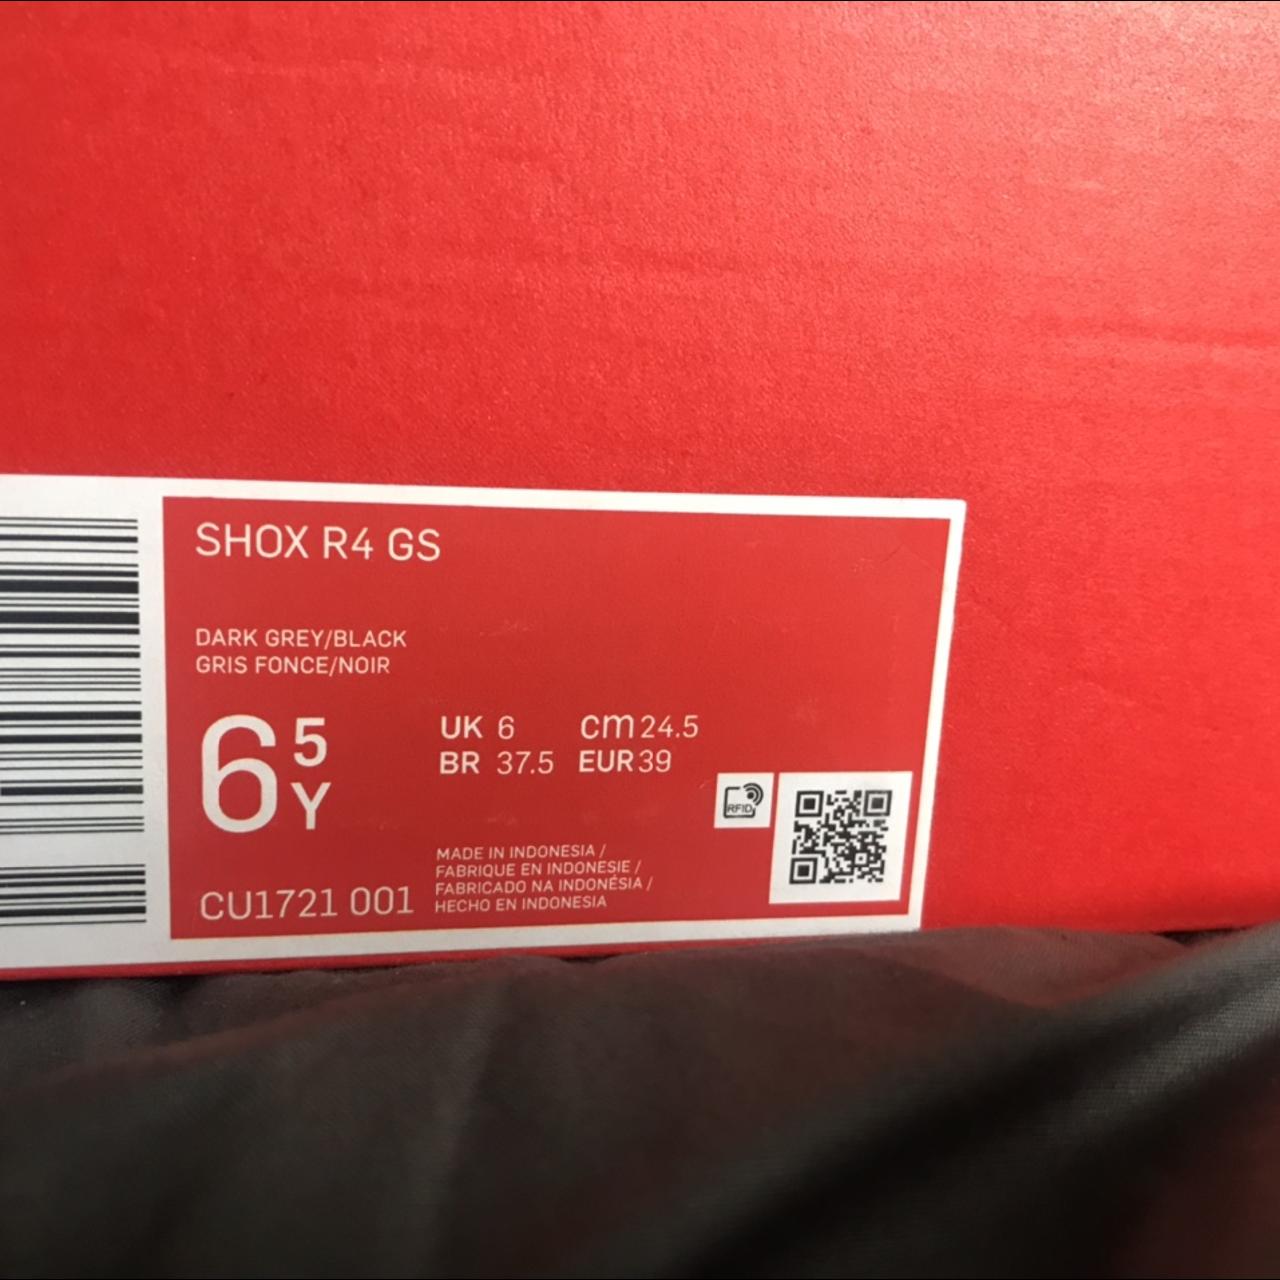 SHOX R4 GS
DARK GREY/BLACK
GRIS FONCE/NOIR
6 5 Y
UK 6 cm 24.5
BR 37.5 EUR 39
RFID
CU1721 001
MADE IN INDONESIA /
FABRIQUE EN INDONESIE /
FABRICADO NA INDONÉSIA /
HECHO EN INDONESIA